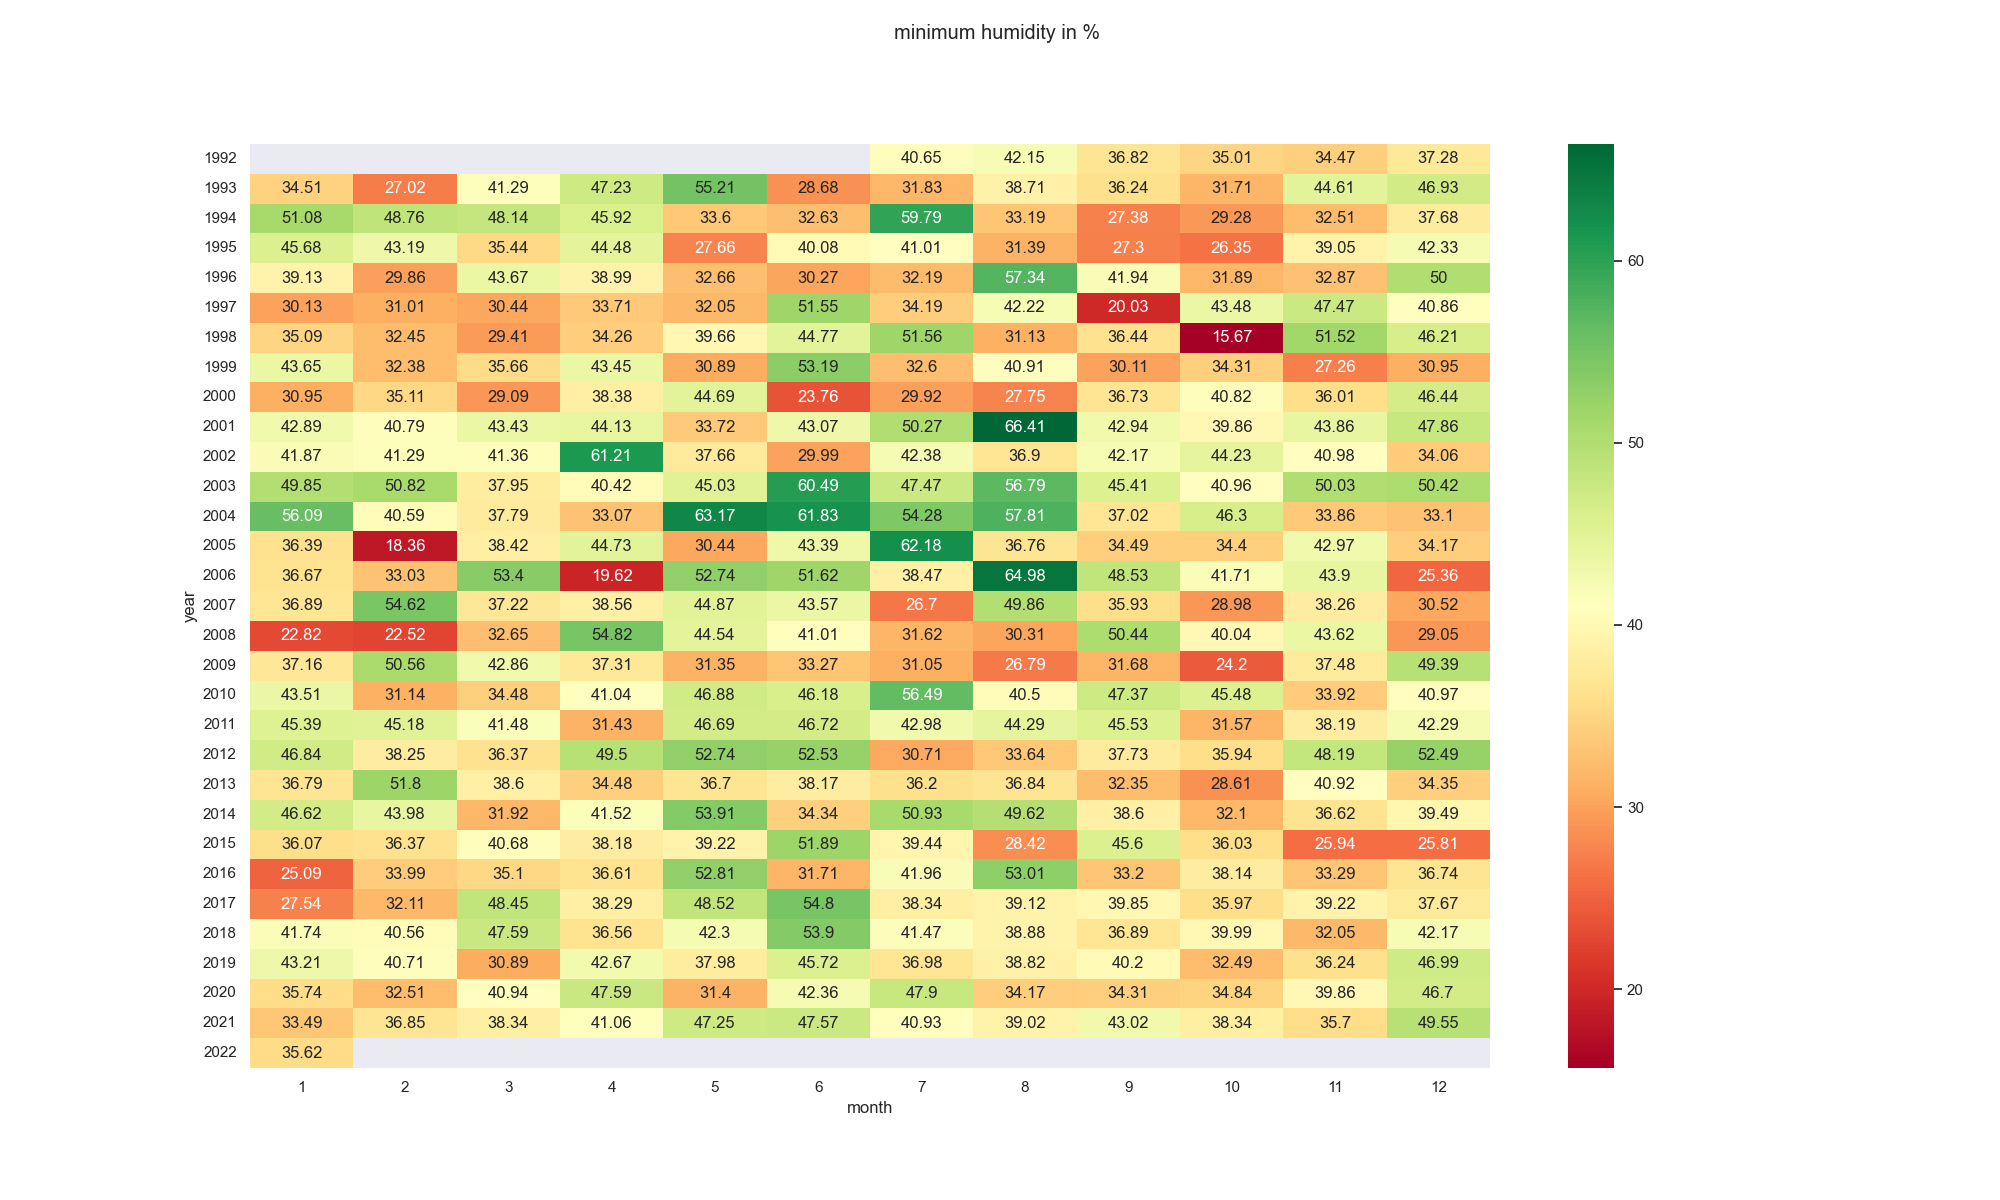 minimum humidity in %
1992 40.65 42.15 36.82 35.01 34.47 37.28
1993 34.51 27.02 41.29 47.23 55.21 28.68 31.83 38.71 36.24 31.71 44.61 46.93
1994 51.08 48.76 48.14 45.92 33.6 32.63 59.79 33.19 27.38 29.28 32.51 37.68
1995 45.68 43.19 35.44 44.48 27.66 40.08 41.01 31.39 27.3 26.35 39.05 42.33
1996 39.13 29.86 43.67 38.99 32.66 30.27 32.19 57.34 41.94 31.89 32.87 50
1997 30.13 31.01 30.44 33.71 32.05 51.55 34.19 42.22 20.03 43.48 47.47 40.86
1998 35.09 32.45 29.41 34.26 39.66 44.77 51.56 31.13 36.44 15.67 51.52 46.21
1999 43.65 32.38 35.66 43.45 30.89 53.19 32.6 40.91 30.11 34.31 27.26 30.95
2000 30.95 35.11 29.09 38.38 44.69 23.76 29.92 27.75 36.73 40.82 36.01 46.44
2001 42.89 40.79 43.43 44.13 33.72 43.07 50.27 66.41 42.94 39.86 43.86 47.86
2002 41.87 41.29 41.36 61.21 37.66 29.99 42.38 36.9 42.17 44.23 40.98 34.06
2003 49.85 50.82 37.95 40.42 45.03 60.49 47.47 56.79 45.41 40.96 50.03 50.42
2004 56.09 40.59 37.79 33.07 63.17 61.83 54.28 57.81 37.02 46.3 33.86 33.1
2005 36.39 18.36 38.42 44.73 30.44 43.39 62.18 36.76 34.49 34.4 42.97 34.17
2006 36.67 33.03 53.4 19.62 52.74 51.62 38.47 64.98 48.53 41.71 43.9 25.36
2007 36.89 54.62 37.22 38.56 44.87 43.57 26.7 49.86 35.93 28.98 38.26 30.52
2008 22.82 22.52 32.65 54.82 44.54 41.01 31.62 30.31 50.44 40.04 43.62 29.05
2009 37.16 50.56 42.86 37.31 31.35 33.27 31.05 26.79 31.68 24.2 37.48 49.39
2010 43.51 31.14 34.48 41.04 46.88 46.18 56.49 40.5 47.37 45.48 33.92 40.97
2011 45.39 45.18 41.48 31.43 46.69 46.72 42.98 44.29 45.53 31.57 38.19 42.29
2012 46.84 38.25 36.37 49.5 52.74 52.53 30.71 33.64 37.73 35.94 48.19 52.49
2013 36.79 51.8 38.6 34.48 36.7 38.17 36.2 36.84 32.35 28.61 40.92 34.35
2014 46.62 43.98 31.92 41.52 53.91 34.34 50.93 49.62 38.6 32.1 36.62 39.49
2015 36.07 36.37 40.68 38.18 39.22 51.89 39.44 28.42 45.6 36.03 25.94 25.81
2016 25.09 33.99 35.1 36.61 52.81 31.71 41.96 53.01 33.2 38.14 33.29 36.74
2017 27.54 32.11 48.45 38.29 48.52 54.8 38.34 39.12 39.85 35.97 39.22 37.67
2018 41.74 40.56 47.59 36.56 42.3 53.9 41.47 38.88 36.89 39.99 32.05 42.17
2019 43.21 40.71 30.89 42.67 37.98 45.72 36.98 38.82 40.2 32.49 36.24 46.99
2020 35.74 32.51 40.94 47.59 31.4 42.36 47.9 34.17 34.31 34.84 39.86 46.7
2021 33.49 36.85 38.34 41.06 47.25 47.57 40.93 39.02 43.02 38.34 35.7 49.55
2022 35.62
1 2 3 4 5 6 7 8 9 10 11 12
month
year
60
50
40
30
20